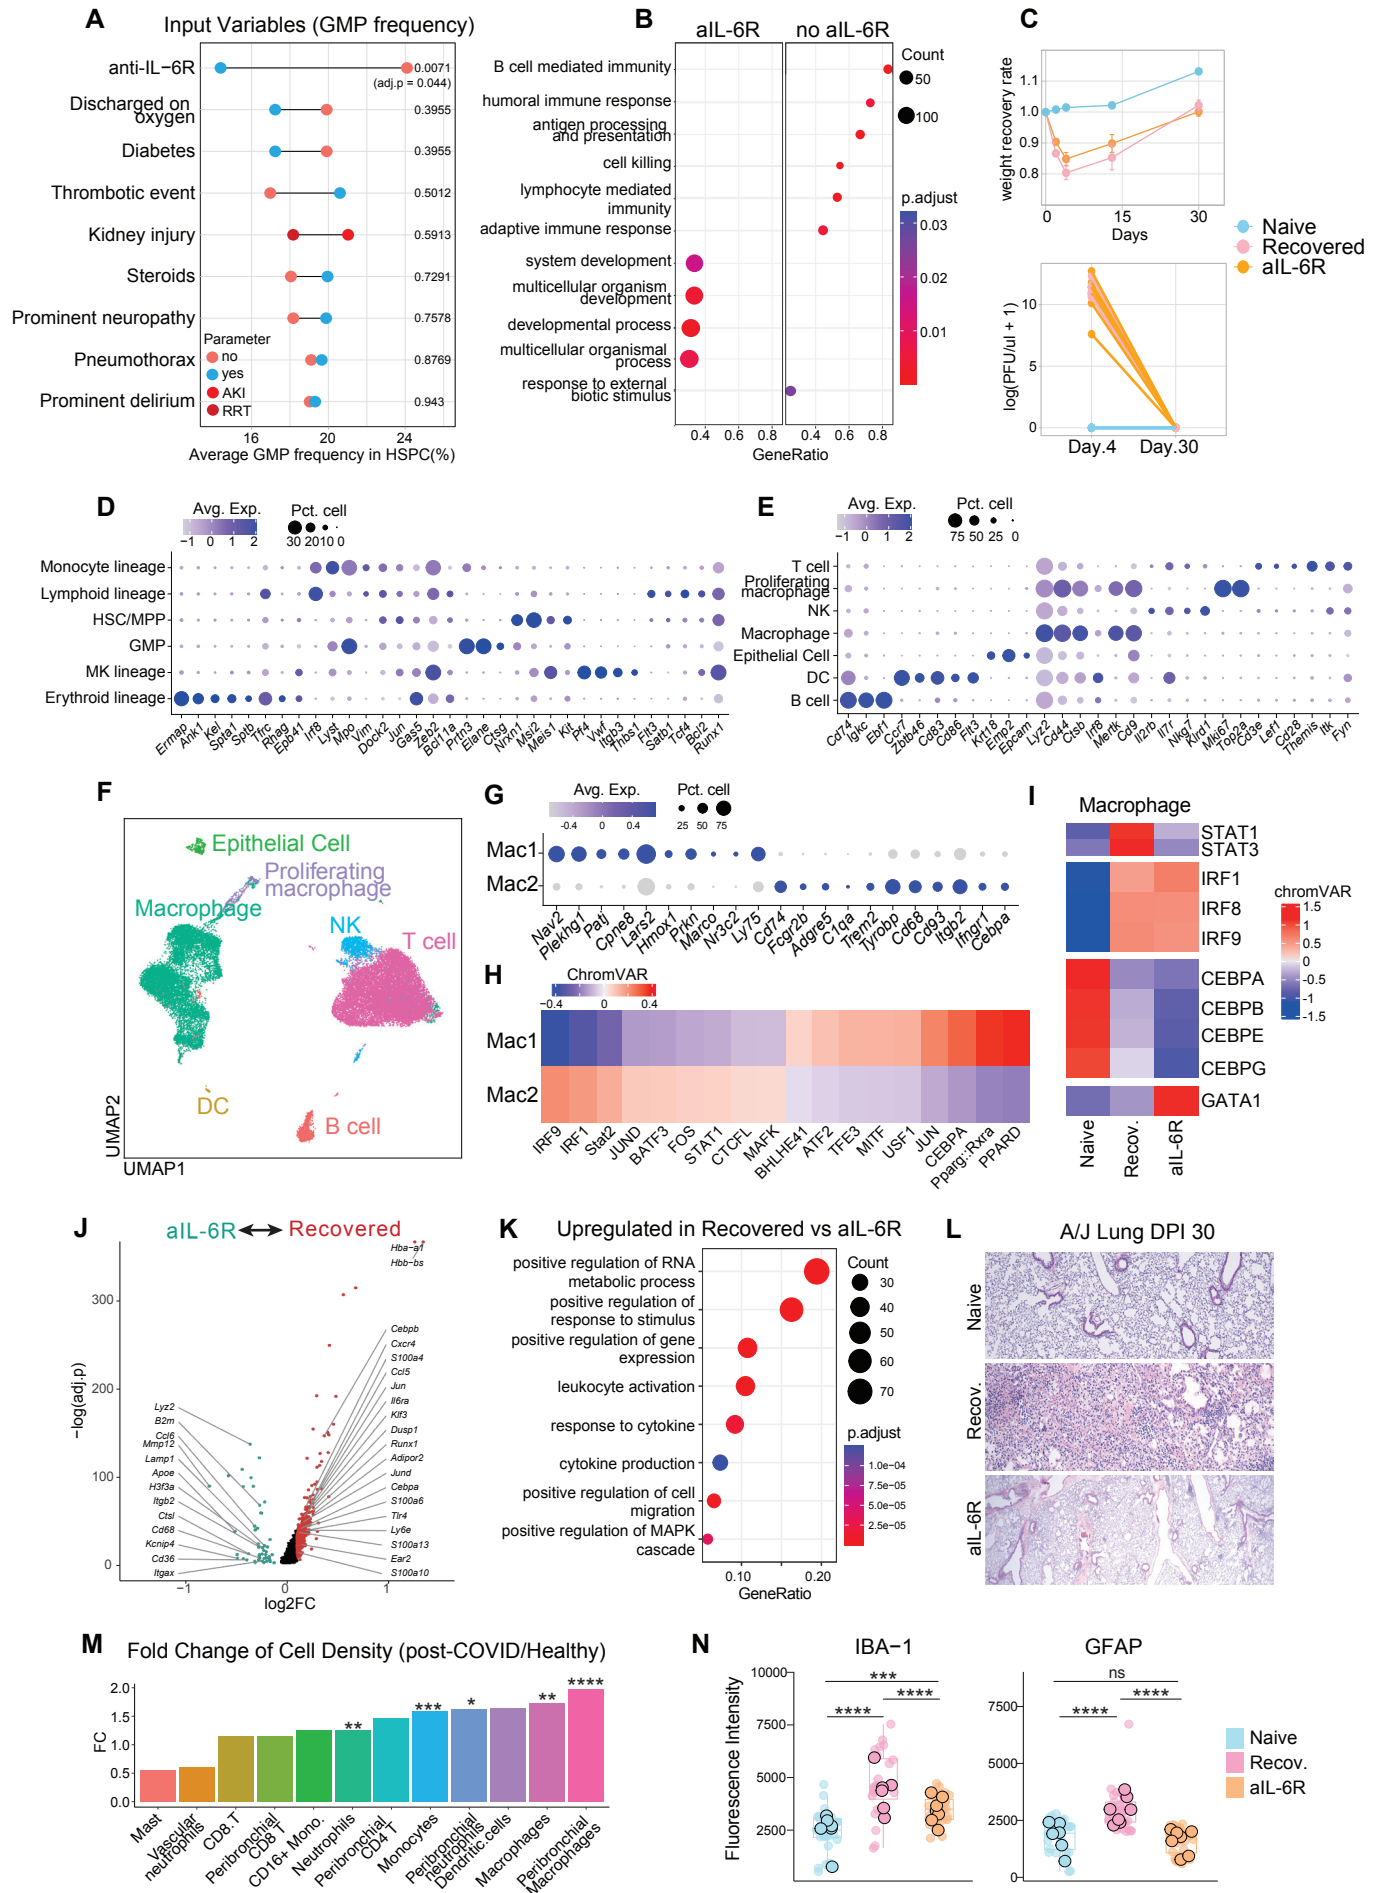 A
Input Variables (GMP frequency)
anti-IL−6R
0.0071
(adj.p = 0.044)
Discharged on
oxygen
0.3955
Diabetes
0.3955
Thrombotic event
0.5012
Kidney injury
0.5913
Steroids
0.7291
Prominent neuropathy
0.7578
Pneumothorax
0.8769
Prominent delirium
0.943
Parameter
no
yes
AKI
RRT
16 20 24
Average GMP frequency in HSPC(%)
B
aIL-6R no aIL-6R
B cell mediated immunity
humoral immune response
antigen processing
and presentation
cell killing
lymphocyte mediated
immunity
adaptive immune response
system development
multicellular organism
development
developmental process
multicellular organismal
process
response to external
biotic stimulus
0.4 0.6 0.8 0.4 0.6 0.8
GeneRatio
Count
50
100
p.adjust
0.03
0.02
0.01
C
weight recovery rate
1.1
1.0
0.9
0.8
0 15 30
Days
log(PFU/ul + 1)
10
5
0
Day.4 Day.30
Naive
Recovered
aIL-6R
D
Avg. Exp.
−1 0 1 2
Pct. cell
30 20 10 0
Monocyte lineage
Lymphoid lineage
HSC/MPP
GMP
MK lineage
Erythroid lineage
Ermap Ank1 Kel Spta1 Sptb Tfrc Rhag Epb41 Irf8 Lyst Mpo Vim Dock2 Jun Gas5 Zeb2 Bcl11a Prtn3 Elane Ctsg Nrxn1 Msi2 Meis1 Kit Pf4 Vwf Itgb3 Thbs1 Flt3 Satb1 Tcf4 Bcl2 Runx1
E
Avg. Exp.
−1 0 1 2
Pct. cell
75 50 25 0
T cell
Proliferating
macrophage
NK
Macrophage
Epithelial Cell
DC
B cell
Cd74 Igkc Ebf1 Ccr7 Zbtb46 Cd83 Cd86 Flt3 Krt18 Emp2 Epcam Lyz2 Cd44 Ctsb Irf8 Mertk Cd9 Il2rb Il7r Nkg7 Klrd1 Mki67 Top2a Cd3e Lef1 Cd28 Themis Itk Fyn
F
Epithelial Cell
Proliferating
macrophage
Macrophage
NK
T cell
DC
B cell
UMAP2
UMAP1
G
Avg. Exp.
-0.4 0 0.4
Pct. cell
25 50 75
Mac1
Mac2
Nav2 Plekhg1 Patj Cpne8 Lars2 Hmox1 Prkn Marco Nr3c2 Ly75 Cd74 Fcgr2b Adgre5 C1qa Trem2 Tyrobp Cd68 Cd93 Itgb2 Ifngr1 Cebpa
H
ChromVAR
−0.4 0 0.4
Mac1
Mac2
IRF9 IRF1 Stat2 JUND BATF3 FOS STAT1 CTCFL MAFK BHLHE41 ATF2 TFE3 MITF USF1 JUN CEBPA Pparg::Rxra PPARD
I
Macrophage
STAT1
STAT3
IRF1
IRF8
IRF9
CEBPA
CEBPB
CEBPE
CEBPG
GATA1
Naive Recov. aIL-6R
chromVAR
1.5
1
0.5
0
-0.5
-1
-1.5
J
aIL-6R Recovered
−log(adj.p)
300
200
100
0
−1 0 1
log2FC
Lyz2
B2m
Ccl6
Mmp12
Lamp1
Apoe
H3f3a
Itgb2
Ctsl
Cd68
Kcnip4
Cd36
Itgax
Hba−a1
Hbb−bs
Cebpb
Cxcr4
S100a4
Ccl5
Jun
Il6ra
Klf3
Dusp1
Runx1
Adipor2
Jund
Cebpa
S100a6
Tlr4
Ly6e
S100a13
Ear2
S100a10
K
Upregulated in Recovered vs aIL-6R
positive regulation of RNA
metabolic process
positive regulation of
response to stimulus
positive regulation of gene
expression
leukocyte activation
response to cytokine
cytokine production
positive regulation of cell
migration
positive regulation of MAPK
cascade
0.10 0.20
GeneRatio
Count
30
40
50
60
70
p.adjust
1.0e−04
7.5e−05
5.0e−05
2.5e−05
L
A/J Lung DPI 30
Naive
Recov.
aIL-6R
M
Fold Change of Cell Density (post-COVID/Healthy)
FC
2.0
1.5
1.0
0.5
0.0
** *** * ** ****
Mast
Vascular
neutrophils
CD8.T
Peribronchial
CD8 T
CD16+ Mono.
Neutrophils
Peribronchial
CD4 T
Monocytes
Peribronchial
neutrophils
Dendritic.cells
Macrophages
Peribronchial
Macrophages
N
IBA−1
GFAP
Fluorescence Intensity
10000
7500
5000
2500
***
****
****
7500
5000
2500
0
ns
****
****
Naive
Recov.
aIL-6R